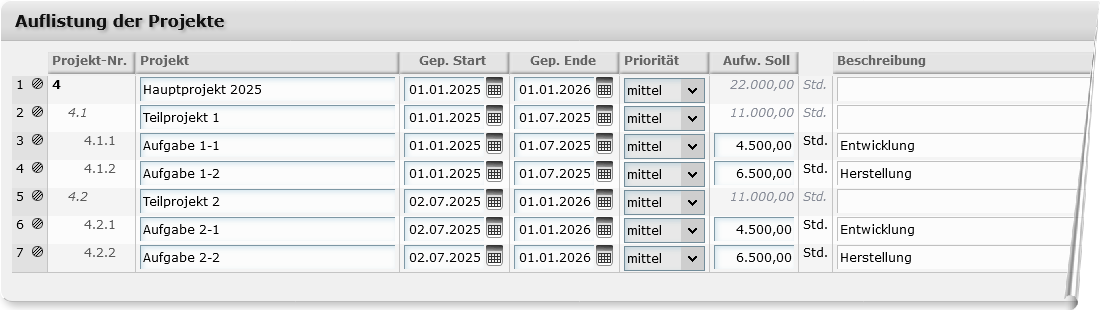 Auflistung der Projekte
Projekt-Nr. Projekt Gep. Start Gep. Ende Priorität Aufw. Soll Beschreibung
1 4 Hauptprojekt 2025 01.01.2025 01.01.2026 mittel 22.000,00 Std.
2 4.1 Teilprojekt 1 01.01.2025 01.07.2025 mittel 11.000,00 Std.
3 4.1.1 Aufgabe 1-1 01.01.2025 01.07.2025 mittel 4.500,00 Std. Entwicklung
4 4.1.2 Aufgabe 1-2 01.01.2025 01.07.2025 mittel 6.500,00 Std. Herstellung
5 4.2 Teilprojekt 2 02.07.2025 01.01.2026 mittel 11.000,00 Std.
6 4.2.1 Aufgabe 2-1 02.07.2025 01.01.2026 mittel 4.500,00 Std. Entwicklung
7 4.2.2 Aufgabe 2-2 02.07.2025 01.01.2026 mittel 6.500,00 Std. Herstellung